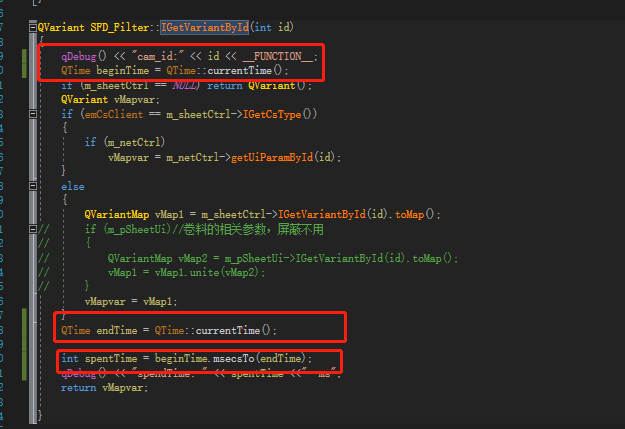 QVariant SFD_Filter::IGetVariantById(int id)
{
qDebug() << "cam_id:" << id << __FUNCTION__;
QTime beginTime = QTime::currentTime();
if (m_sheetCtrl == NULL) return QVariant();
QVariant vMapvar;
if (emCsClient == m_sheetCtrl->IGetCsType())
{
if (m_netCtrl)
vMapvar = m_netCtrl->getUiParamById(id);
}
else
{
QVariantMap vMap1 = m_sheetCtrl->IGetVariantById(id).toMap();
// if (m_pSheetUi)//卷料的相关参数，屏蔽不用
// {
// QVariantMap vMap2 = m_pSheetUi->IGetVariantById(id).toMap();
// vMap1 = vMap1.unite(vMap2);
// }
vMapvar = vMap1;
}
QTime endTime = QTime::currentTime();
int spentTime = beginTime.msecsTo(endTime);
qDebug() << "spendTime: " << spentTime <<" ms";
return vMapvar;
}